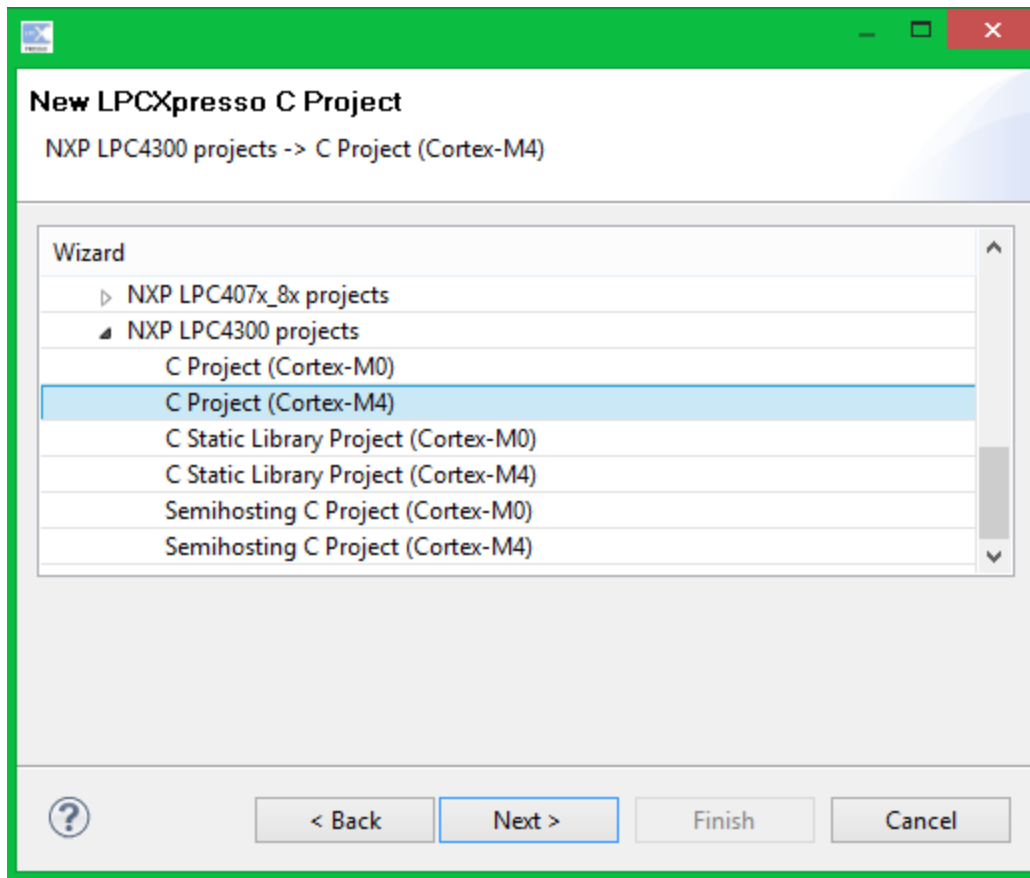 New LPCXpresso C Project
NXP LPC4300 projects -> C Project (Cortex-M4)
Wizard
NXP LPC407x_8x projects
NXP LPC4300 projects
C Project (Cortex-M0)
C Project (Cortex-M4)
C Static Library Project (Cortex-M0)
C Static Library Project (Cortex-M4)
Semihosting C Project (Cortex-M0)
Semihosting C Project (Cortex-M4)
? < Back Next > Finish Cancel